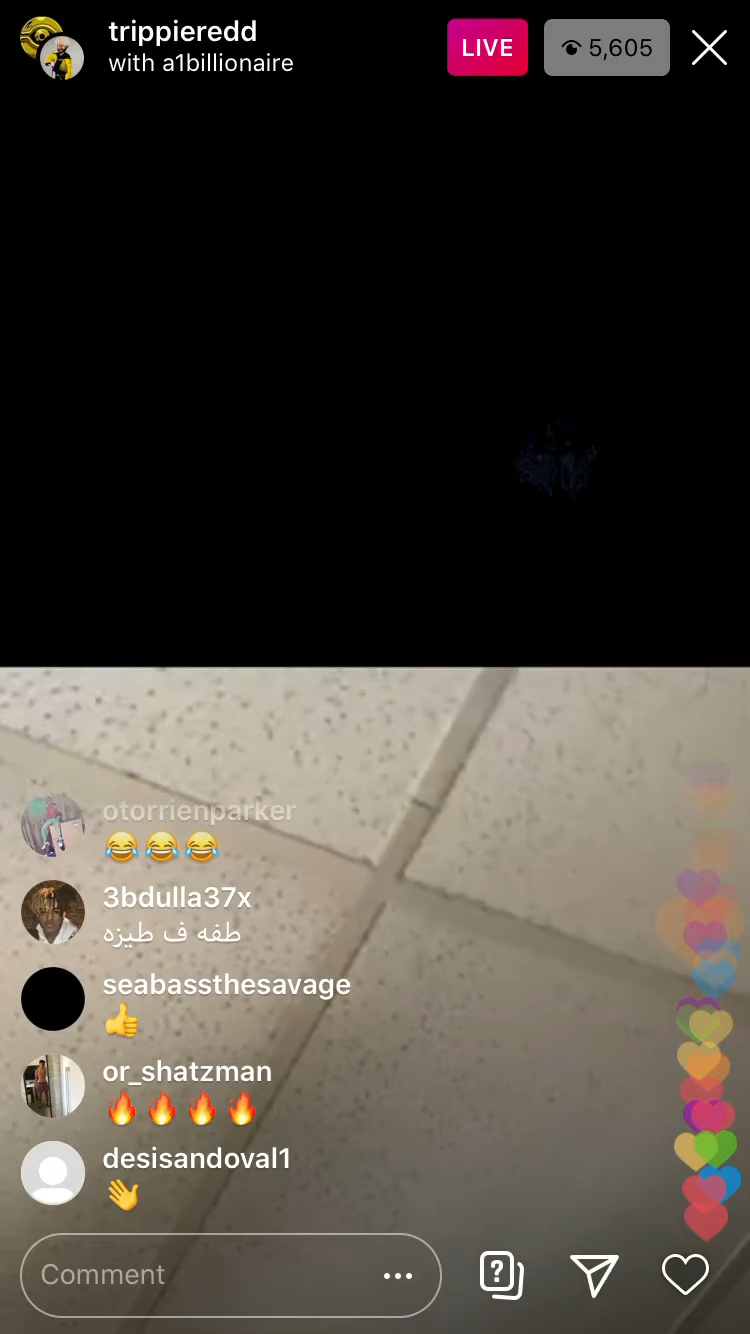 trippieredd
with a1billionaire
LIVE
5,605
otorrienparker
😂😂😂
3bdulla37x
طفه ف طيزه
seabassthesavage
👍
or_shatzman
🔥🔥🔥🔥
desisandoval1
👋
Comment